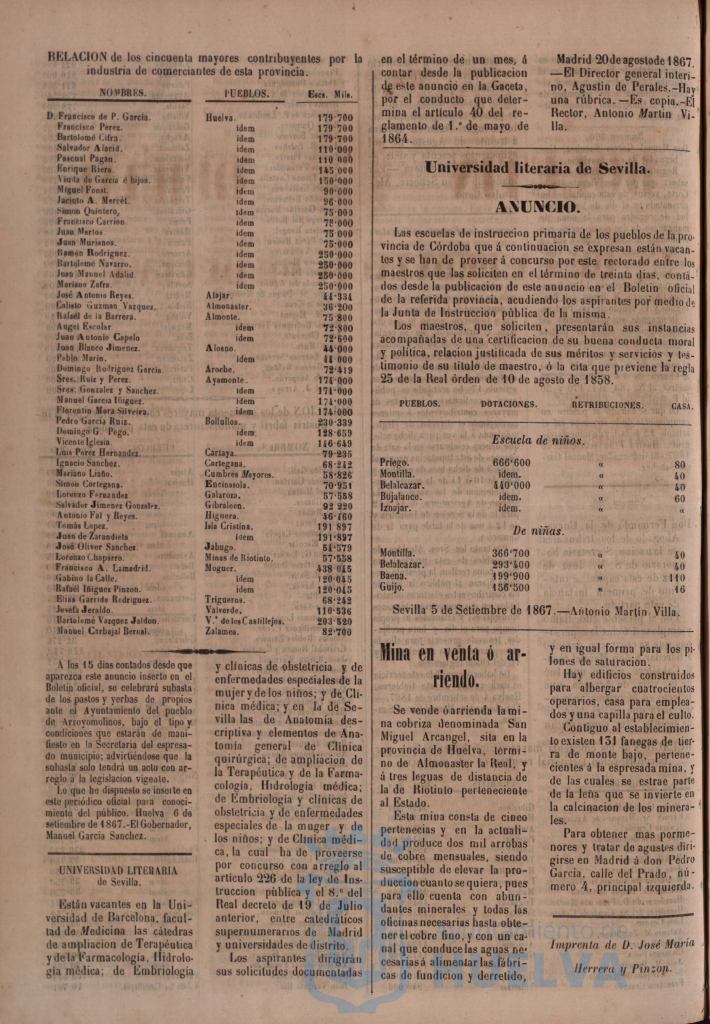 RELACION de los cincuenta mayores contribuyentes por la
industria de comerciantes de esta provincia.
NOMBRES. PUEBLOS. Escs. Mils.
D. Francisco de P. Garcia. Huelva. 179 700
Francisco Perez. idem 179·700
Bartolomé Cifra. idem 179·700
Salvador Alarid. idem 110·000
Pascual Pagan. idem 110 000
Enrique Riera. idem 145 000
Viuda de Garcia é hijos. idem 150·000
Miguel Fonst. idem 90·000
Jacinto A. Merrèt. idem 96·000
Simon Quintero, idem 75·000
Francisco Carrion. idem 75·000
Juan Martos idem 75 000
Juan Murianos. idem 75·000
Ramon Rodriguez. idem 250·000
Bartolomé Navarro. idem 250·000
Juan Manuel Adalid. idem 250·000
Mariano Zafra. idem 250·000
José Antonio Reyes. Alajar. 44·334
Calisto Guzman Vazquez. Almonaster. 36·200
Rafael de la Barrera. Almonte. 75 800
Angel Escolar idem 72·800
Juan Antonio Capelo idem 72·600
Juan Blanco Jimenez. Alosno. 44·000
Pablo Marin. idem 44 000
Domingo Rodriguez Garcia. Aroche. 72·419
Sres. Ruiz y Perez. Ayamonte. 174·000
Sres. Gonzalez y Sanchez. idem 174·000
Manuel Garcia Iñiguez. idem 174·000
Florentin Mora Silveira. idem 174·000
Pedro Garcia Ruiz. Bollullos. 230·339
Domingo G. Pego. idem 128·659
Vicente Iglesia. idem 146·649
Luis Perez Hernandez. Cartaya. 79·235
Ignacio Sanchez. Cortegana. 68·242
Mariano Liaño. Cumbres Mayores. 58·826
Simon Cortegana. Encinasola. 70·951
Lorenzo Fernandez Galaroza. 57·558
Salvador Jimenez Gonzalez. Gibraleon. 92 220
Antonio Fal y Reyes. Higuera. 46·460
Tomás Lopez. Isla Cristina. 191 897
Juan de Zarandieta idem 191·897
José Oliver Sanchez. Jabugo. 51·579
Lorenzo Chaparro. Minas de Riotinto. 57·558
Francisco A. Lamadrid. Moguer. 438 045
Gabino la Calle. idem 120·045
Rafael Iñiguez Pinzon. idem 120·045
Elias Garrido Rodriguez. Trigueros. 68·242
Josefa Jeraldo. Valverde. 110·536
Bartolomé Vazquez Jaldon. V.ª de los Castillejos. 203·520
Manuel Carbajal Bernal. Zalamea. 82·700
A los 15 dias contados desde que
aparezca este anuncio inserto en el
Boletin oficial, se celebrará subasta
de los pastos y yerbas de propios
ante el Ayuntamiento del pueblo
de Arroyomolinos, bajo el tipo y
condiciones que estarán de mani-
fiesto en la Secretaria del espresa-
do municipio; advirtiéndose que la
subasta solo tendrá un acto con ar-
reglo á la legislacion vigente.
Lo que he dispuesto se inserte en
este periódico oficial para conoci-
miento del público. Huelva 6 de
setiembre de 1867.-El Gobernador,
Manuel Garcia Sanchez.
UNIVERSIDAD LITERARIA
de Sevilla.
Están vacantes en la Uni-
versidad de Barcelona, facul-
tad de Medicina las cátedras
de ampliacion de Terapéutica
y de la Farmacologia, Hidrolo-
gia médica; de Embriologia
y clínicas de obstetricia y de
enfermedades especiales de la
muger y de los niños; y de Cli-
nica médica; y en la de Se-
villa las de Anatomía des-
criptiva y elementos de Ana-
tomia general de Clínica
quirúrgica; de ampliacion de
la Terapéutica y de la Farma-
cología, Hidrología médica;
de Embriología y clínicas de
obstetricia y de enfermedades
especiales de la muger y de
los niños; y de Clínica médi-
ca, la cual ha de proveerse
por concurso con arreglo al
artículo 226 de la ley de Ins-
truccion pública y el 8.º del
Real decreto de 19 de Julio
anterior, entre catedráticos
supernumerarios de Madrid
y universidades de distrito.
Los aspirantes dirigirán
sus solicitudes documentadas
en el término de un mes, á
contar desde la publicacion
de este anuncio en la Gaceta,
por el conducto que deter-
mina el artículo 40 del re-
glamento de 1.º de mayo de
1864.
Madrid 20 de agosto de 1867.
—El Director general interi-
no, Agustin de Perales.-Hay
una rúbrica. —Es copia.—El
Rector, Antonio Martin Vi-
lla.
Universidad literaria de Sevilla.
ANUNCIO.
Las escuelas de instruccion primaria de los pueblos de la pro-
vincia de Córdoba que á continuacion se expresan están vacan-
tes y se han de proveer á concurso por este rectorado entre los
maestros que las soliciten en el término de treinta dias, conta-
dos desde la publicacion de este anuncio en el Boletin oficial
de la referida provincia, acudiendo los aspirantes por medio de
la Junta de Instruccion pública de la misma.
Los maestros, que soliciten, presentarán sus instancias
acompañadas de una certificacion de su buena conducta moral
y política, relacion justificada de sus méritos y servicios y tes-
timonio de su título de maestro, ó la cita que previene la regla
25 de la Real órden de 10 de agosto de 1858.
PUEBLOS. DOTACIONES. RETRIBUCIONES. CASA.
Escuela de niños.
Priego. 666'600 « 80
Montilla. idem. « 40
Belalcazar. 440'000 « 40
Bujalance. idem. « 60
Iznajar. idem. « «
De niñas.
Montilla. 366'700 « 40
Belalcazar. 293'400 « 40
Baena. 199'900 « 110
Guijo. 156'500 « 16
Sevilla 5 de Setiembre de 1867.—Antonio Martin Villa.
Mina en venta ó ar-
riendo.
Se vende ó arrienda la mi-
na cobriza denominada San
Miguel Arcangel, sita en la
provincia de Huelva, térmi-
no de Almonaster la Real, y
á tres leguas de distancia de
la de Riotinto perteneciente
al Estado.
Esta mina consta de cinco
pertenecias y en la actuali-
dad produce dos mil arrobas
de cobre mensuales, siendo
susceptible de elevar la pro-
duccion cuanto se quiera, pues
para ello cuenta con abun-
dantes minerales y todas las
oficinas necesarias hasta obte-
ner el cobre fino, y con un ca-
nal que conduce las aguas ne-
cesarias á alimentar las fábri-
cas de fundicion y derretido,
y en igual forma para los pi-
lones de saturacion.
Hay edificios construidos
para albergar cuatrocientos
operarios, casa para emplea-
dos y una capilla para el culto.
Contiguo al establecimien-
to existen 151 fanegas de tier-
ra de monte bajo, pertene-
cientes á la espresada mina, y
de las cuales se estrae parte
de la leña que se invierte en
la calcinacion de los minera-
les.
Para obtener mas porme-
nores y tratar de agustes diri-
girse en Madrid á don Pedro
Garcia, calle del Prado, nú-
mero 4, principal izquierda.
Imprenta de D. José Maria
Herrera y Pinzon.
HUELVA